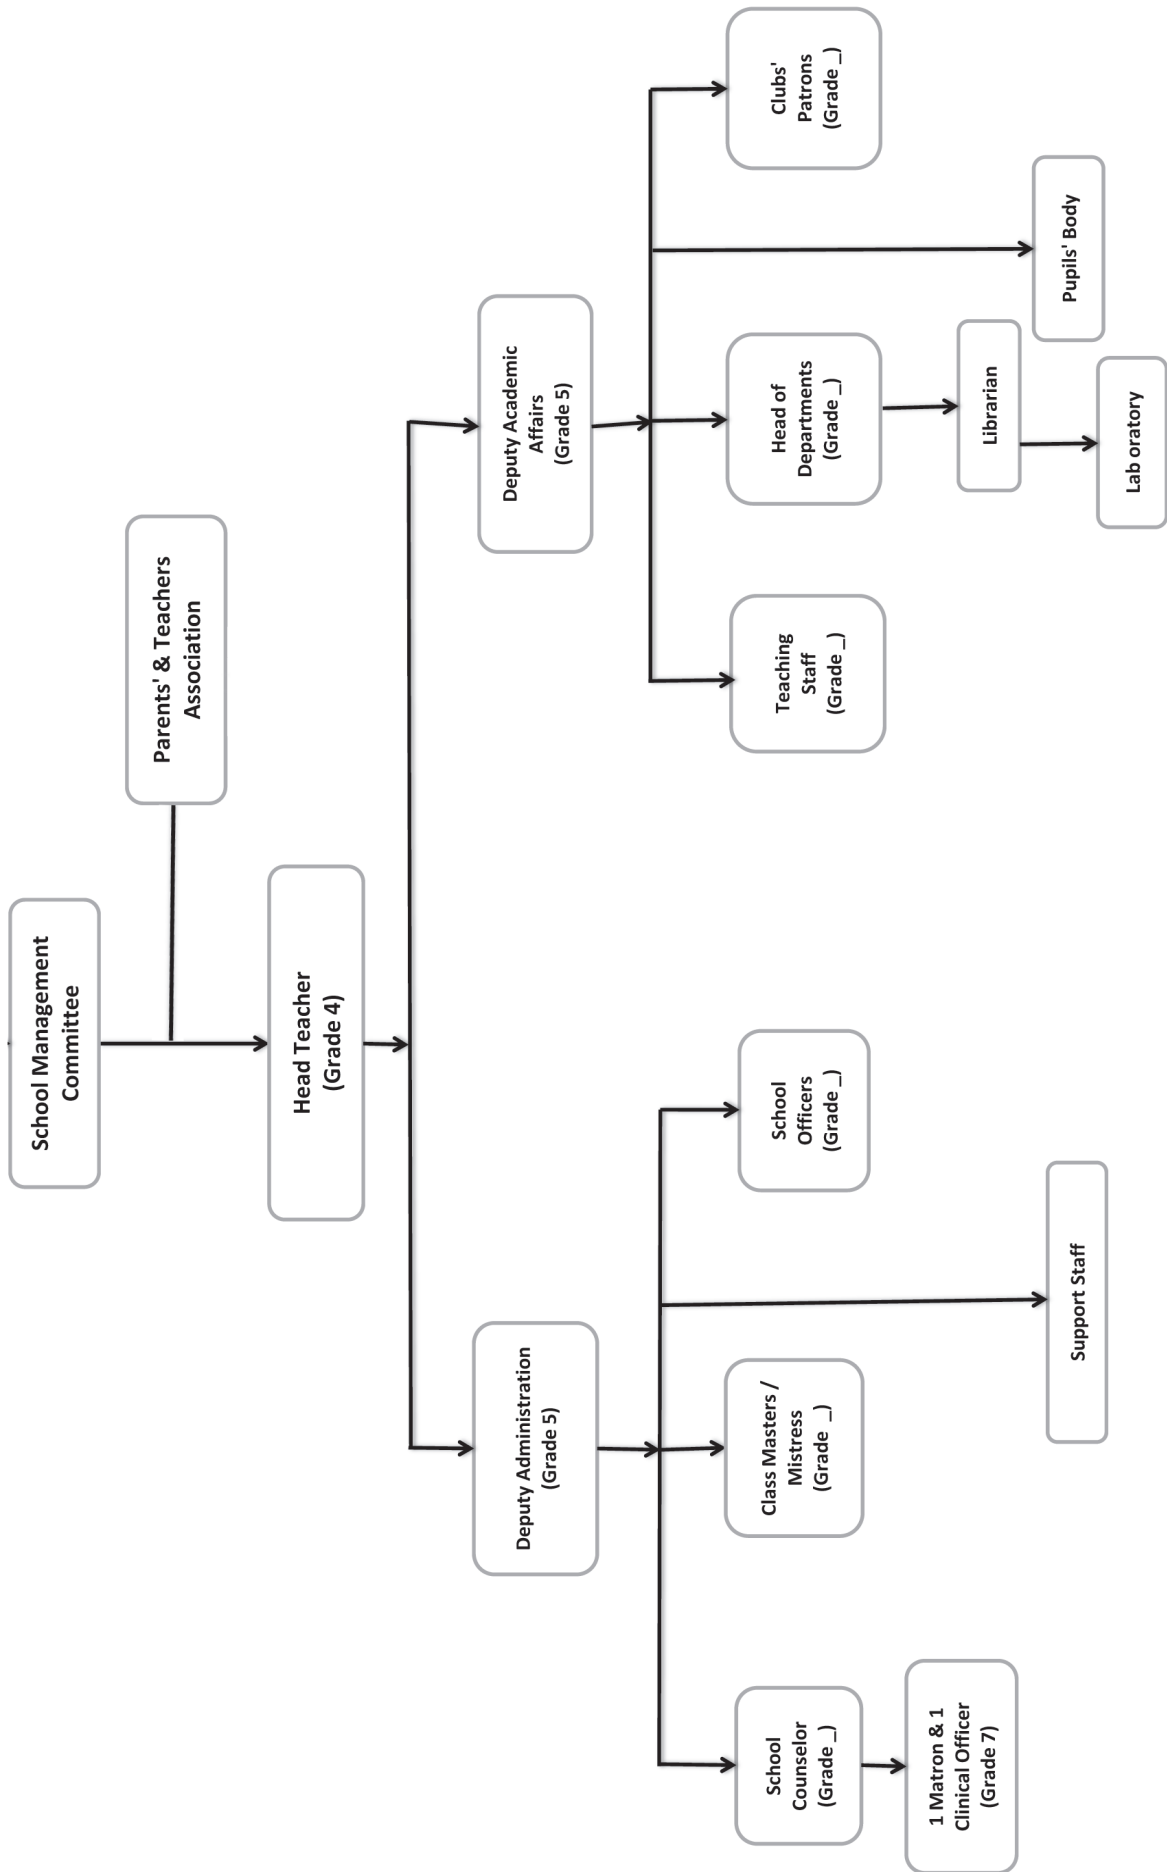 School Management
Committee
Parents' & Teachers
Association
Head Teacher
(Grade 4)
Deputy Administration
(Grade 5)
Deputy Academic
Affairs
(Grade 5)
School
Counselor
(Grade _)
Class Masters /
Mistress
(Grade _)
School
Officers
(Grade _)
Teaching
Staff
(Grade _)
Head of
Departments
(Grade _)
Clubs'
Patrons
(Grade _)
1 Matron & 1
Clinical Officer
(Grade 7)
Support Staff
Librarian
Pupils' Body
Lab oratory